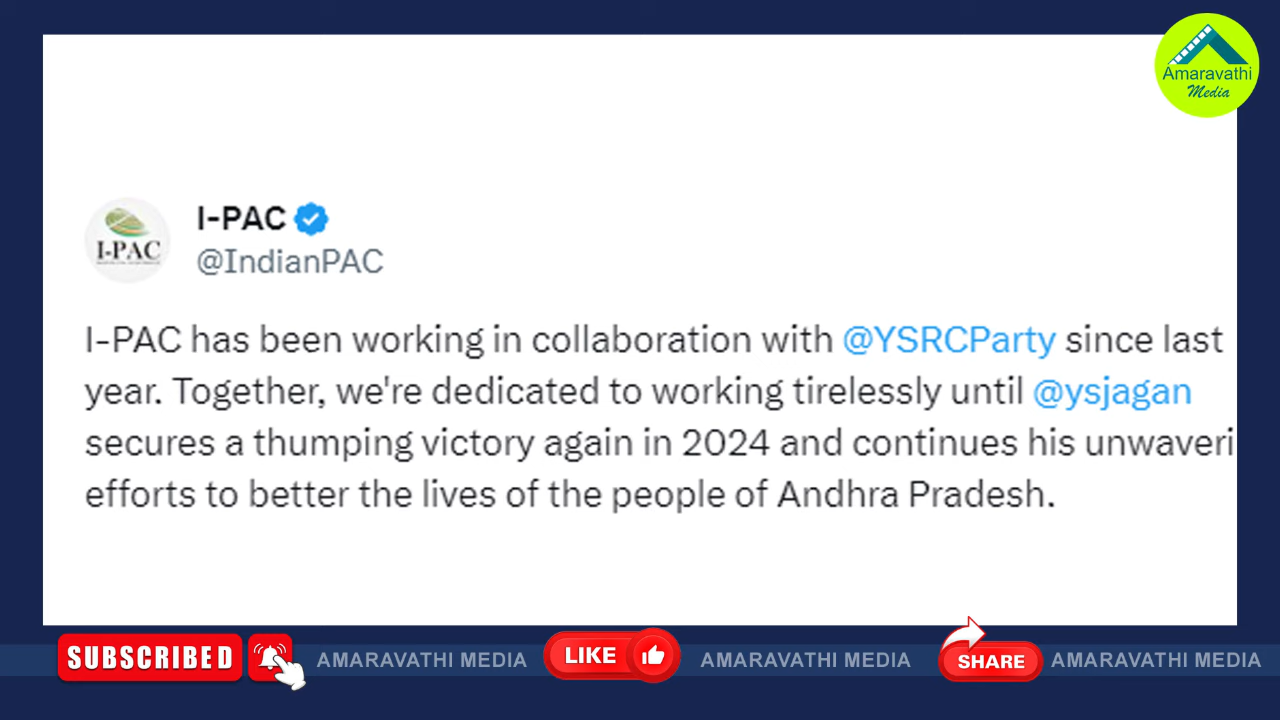 Amaravathi
Media
I-PAC
I-PAC
@IndianPAC
I-PAC has been working in collaboration with @YSRCParty since last
year. Together, we're dedicated to working tirelessly until @ysjagan
secures a thumping victory again in 2024 and continues his unwaveri
efforts to better the lives of the people of Andhra Pradesh.
SUBSCRIBED
AMARAVATHI MEDIA
LIKE
AMARAVATHI MEDIA
SHARE
AMARAVATHI MEDIA